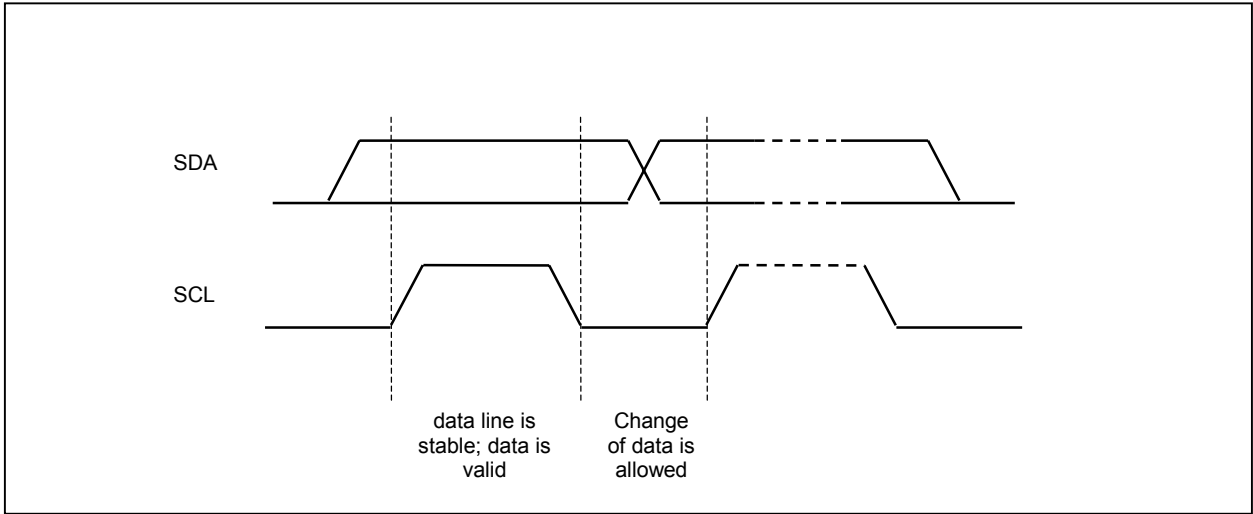 SDA
SCL
data line is
stable; data is
valid
Change
of data is
allowed